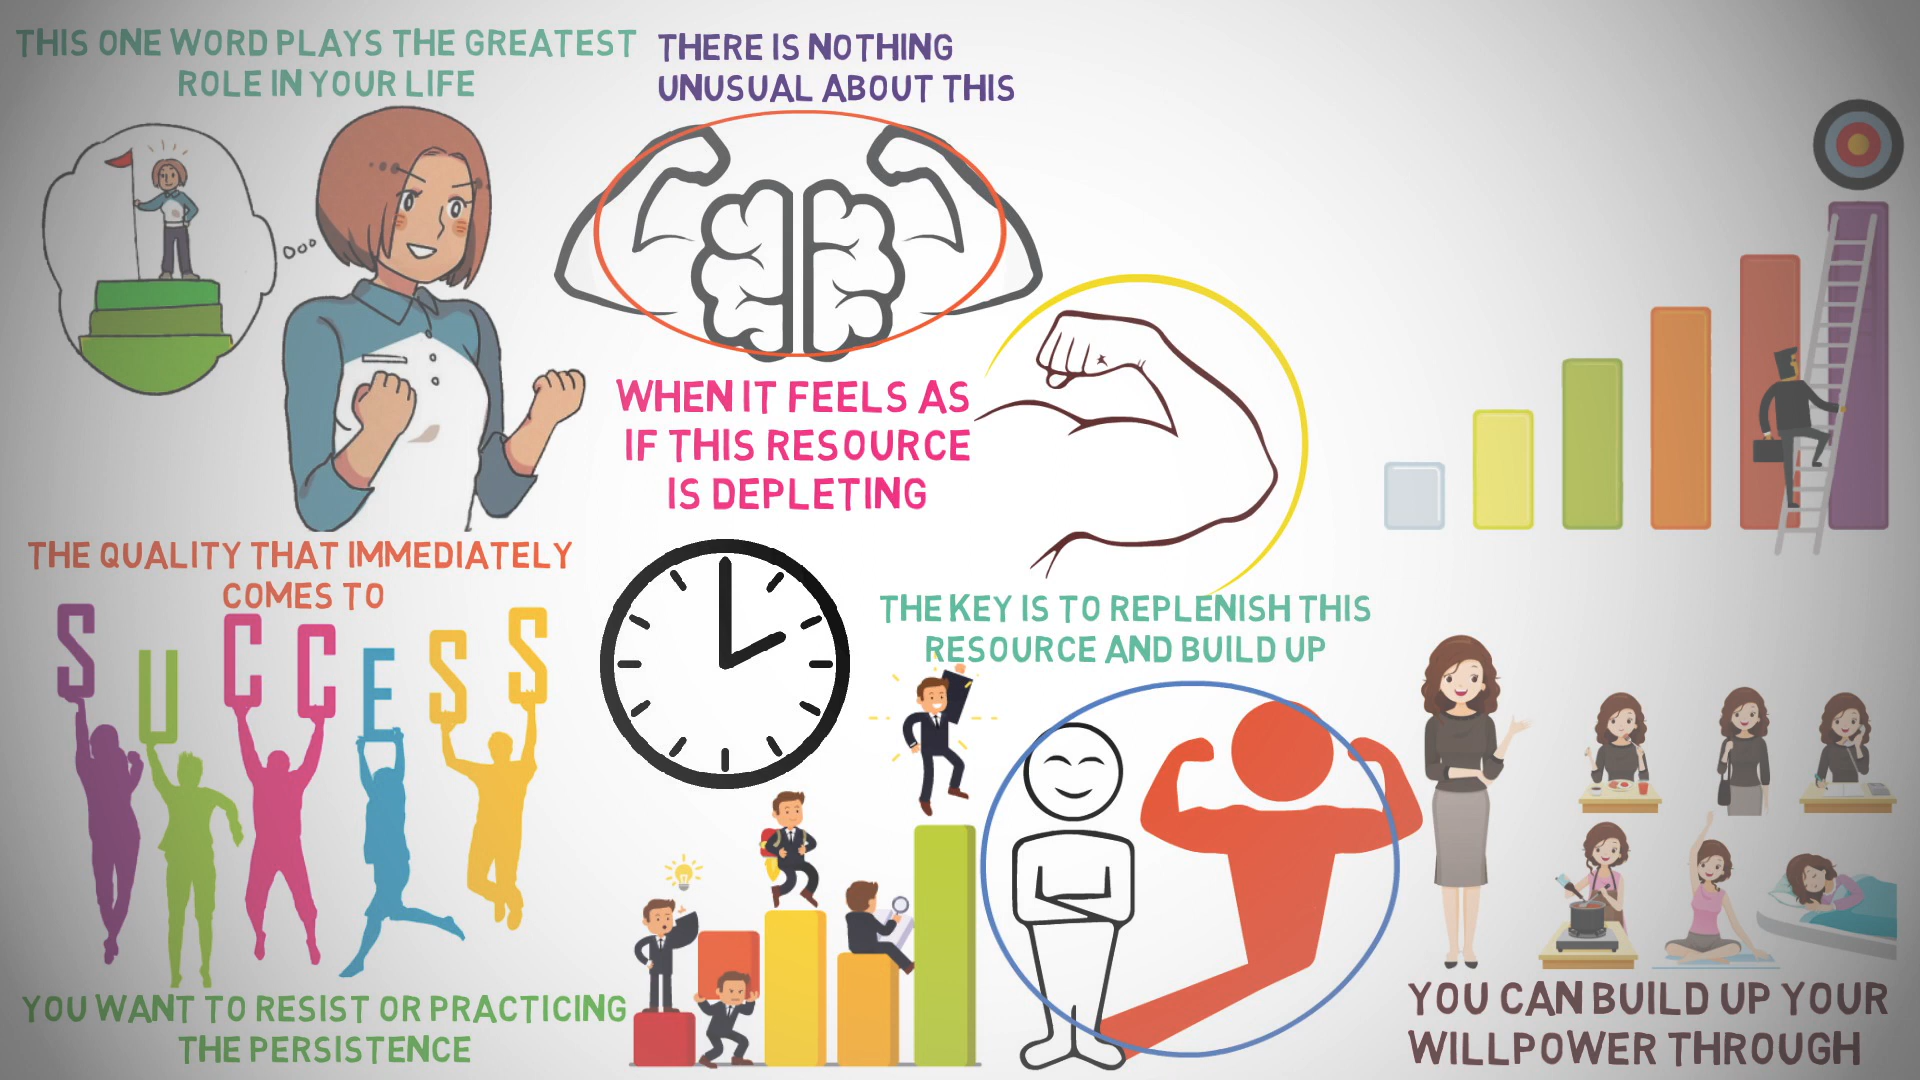 THIS ONE WORD PLAYS THE GREATEST
ROLE IN YOUR LIFE
THERE IS NOTHING
UNUSUAL ABOUT THIS
WHEN IT FEELS AS
IF THIS RESOURCE
IS DEPLETING
THE QUALITY THAT IMMEDIATELY
COMES TO
SUCCESS
YOU WANT TO RESIST OR PRACTICING
THE PERSISTENCE
THE KEY IS TO REPLENISH THIS
RESOURCE AND BUILD UP
YOU CAN BUILD UP YOUR
WILLPOWER THROUGH